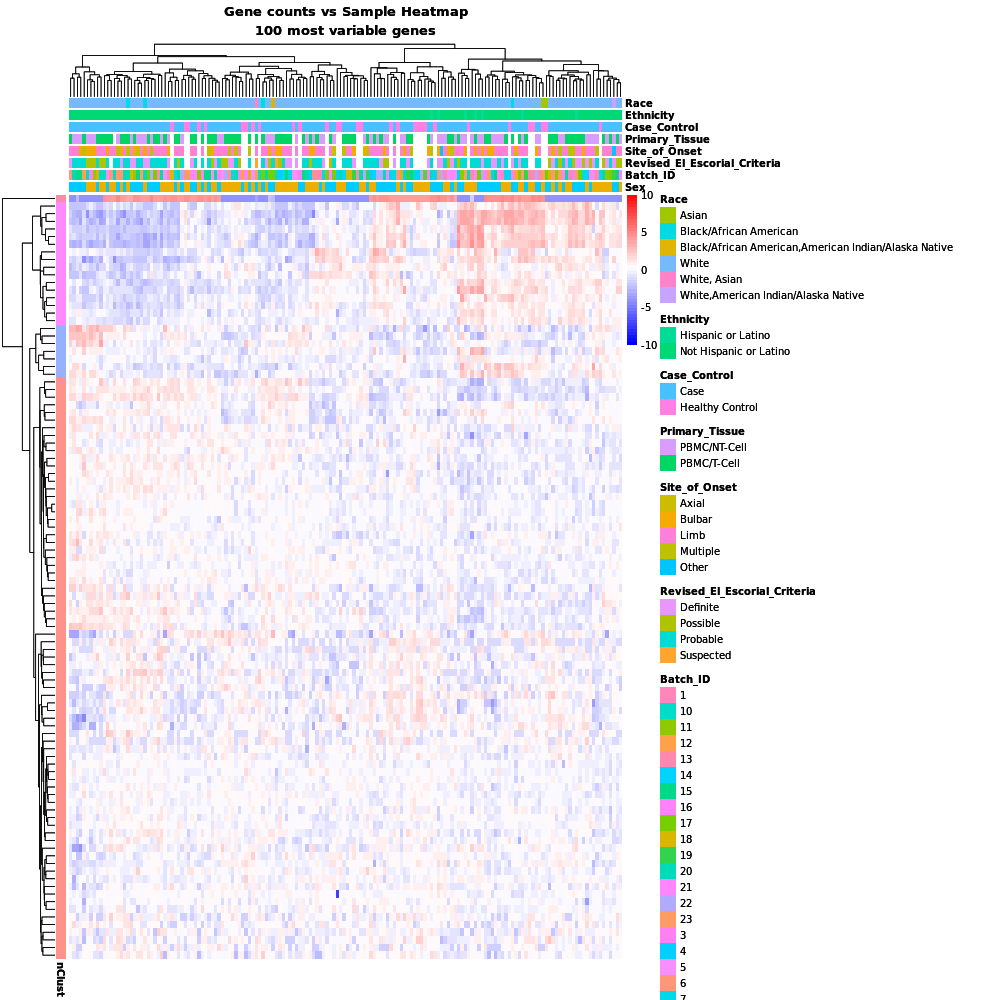 Gene counts vs Sample Heatmap
100 most variable genes
Race
Ethnicity
Case_Control
Primary_Tissue
Site_of_Onset
Revised_El_Escorial_Criteria
Batch_ID
Sex
10
5
0
-5
-10
Race
Asian
Black/African American
Black/African American,American Indian/Alaska Native
White
White, Asian
White,American Indian/Alaska Native
Ethnicity
Hispanic or Latino
Not Hispanic or Latino
Case_Control
Case
Healthy Control
Primary_Tissue
PBMC/NT-Cell
PBMC/T-Cell
Site_of_Onset
Axial
Bulbar
Limb
Multiple
Other
Revised_El_Escorial_Criteria
Definite
Possible
Probable
Suspected
Batch_ID
1
10
11
12
13
14
15
16
17
18
19
20
21
22
23
3
4
5
6
7
nClust